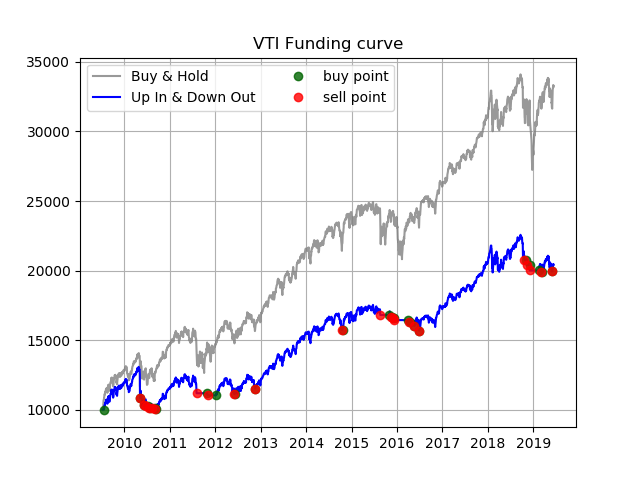 VTI Funding curve
Buy & Hold
Up In & Down Out
buy point
sell point
35000
30000
25000
20000
15000
10000
2010 2011 2012 2013 2014 2015 2016 2017 2018 2019